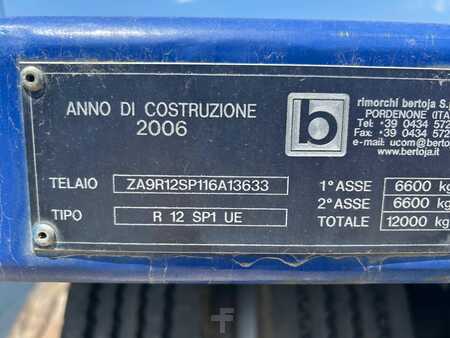 ANNO DI COSTRUZIONE
2006
b
rimorchi bertoja S.p
PORDENONE (ITA
Tel: +39 0434 572
Fax: +39 0434 572
e-mail: ucom@berto
www.bertoja.it
TELAIO ZA9R12SP116A13633
TIPO R 12 SP1 UE
1° ASSE 6600 kg
2° ASSE 6600 kg
TOTALE 12000 kg